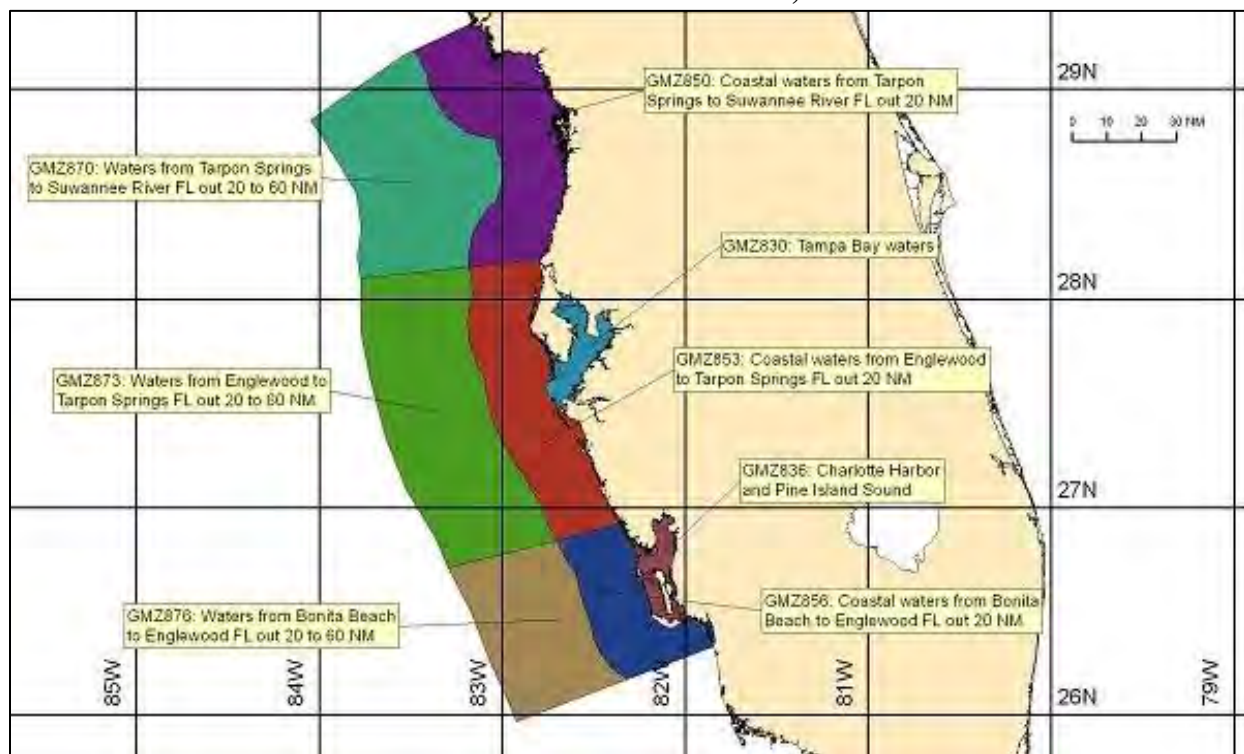 GMZ850: Coastal waters from Tarpon
Springs to Suwannee River FL out 20 NM
29N
0 10 20 30 NM
GMZ870: Waters from Tarpon Springs
to Suwannee River FL out 20 to 60 NM
GMZ830: Tampa Bay waters
28N
GMZ853: Coastal waters from Englewood
to Tarpon Springs FL out 20 NM
GMZ873: Waters from Englewood to
Tarpon Springs FL out 20 to 60 NM
GMZ836: Charlotte Harbor
and Pine Island Sound
27N
GMZ856: Coastal waters from Bonita
Beach to Englewood FL out 20 NM
GMZ876: Waters from Bonita Beach
to Englewood FL out 20 to 60 NM
85W
84W
83W
82W
81W
79W
26N